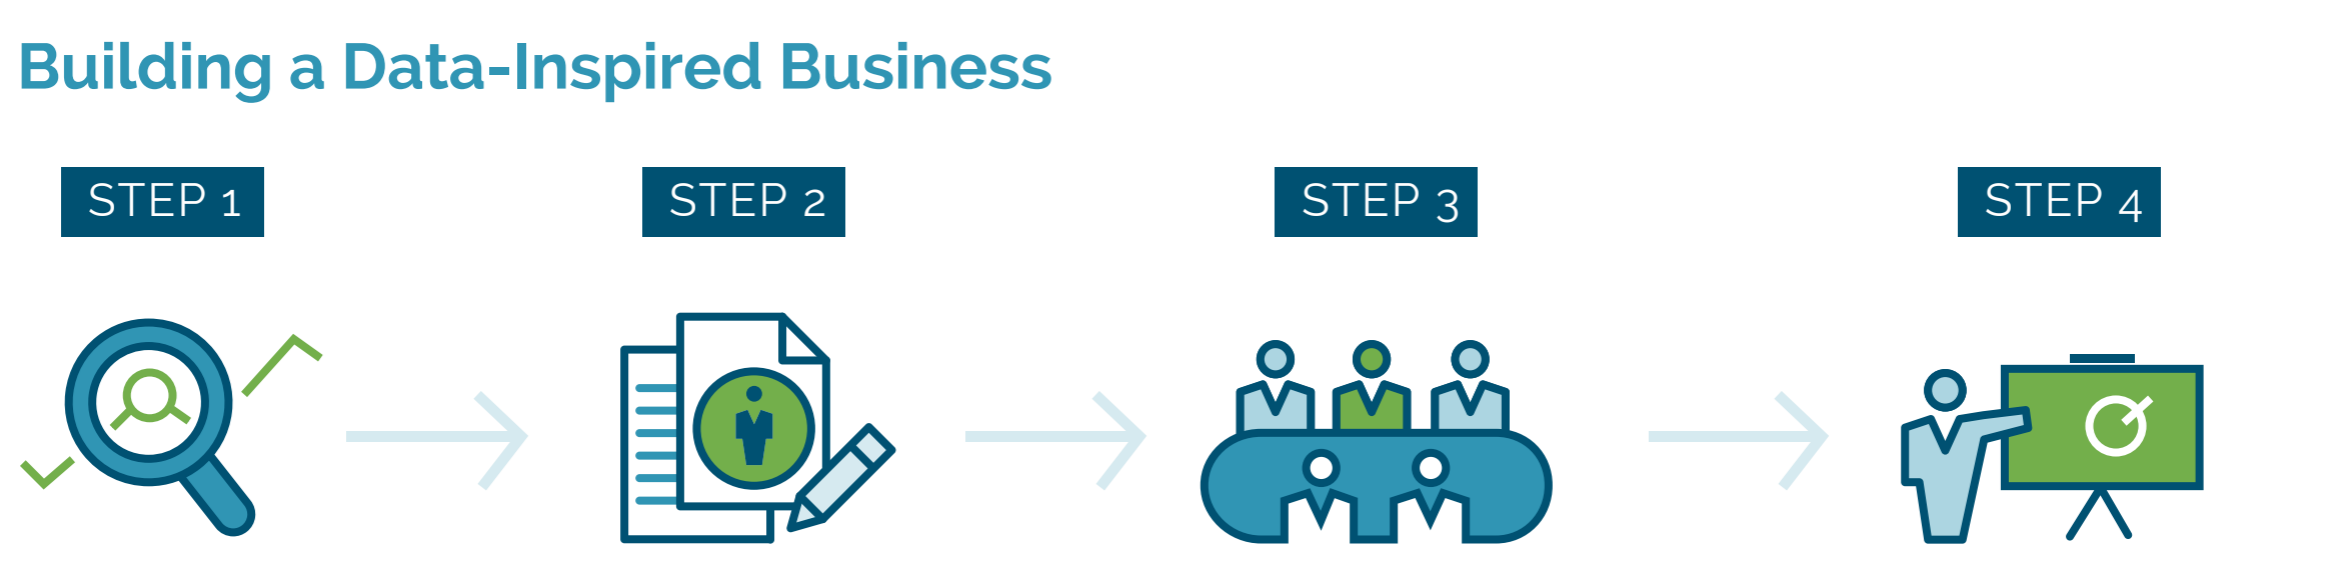 Building a Data-Inspired Business
STEP 1
STEP 2
STEP 3
STEP 4